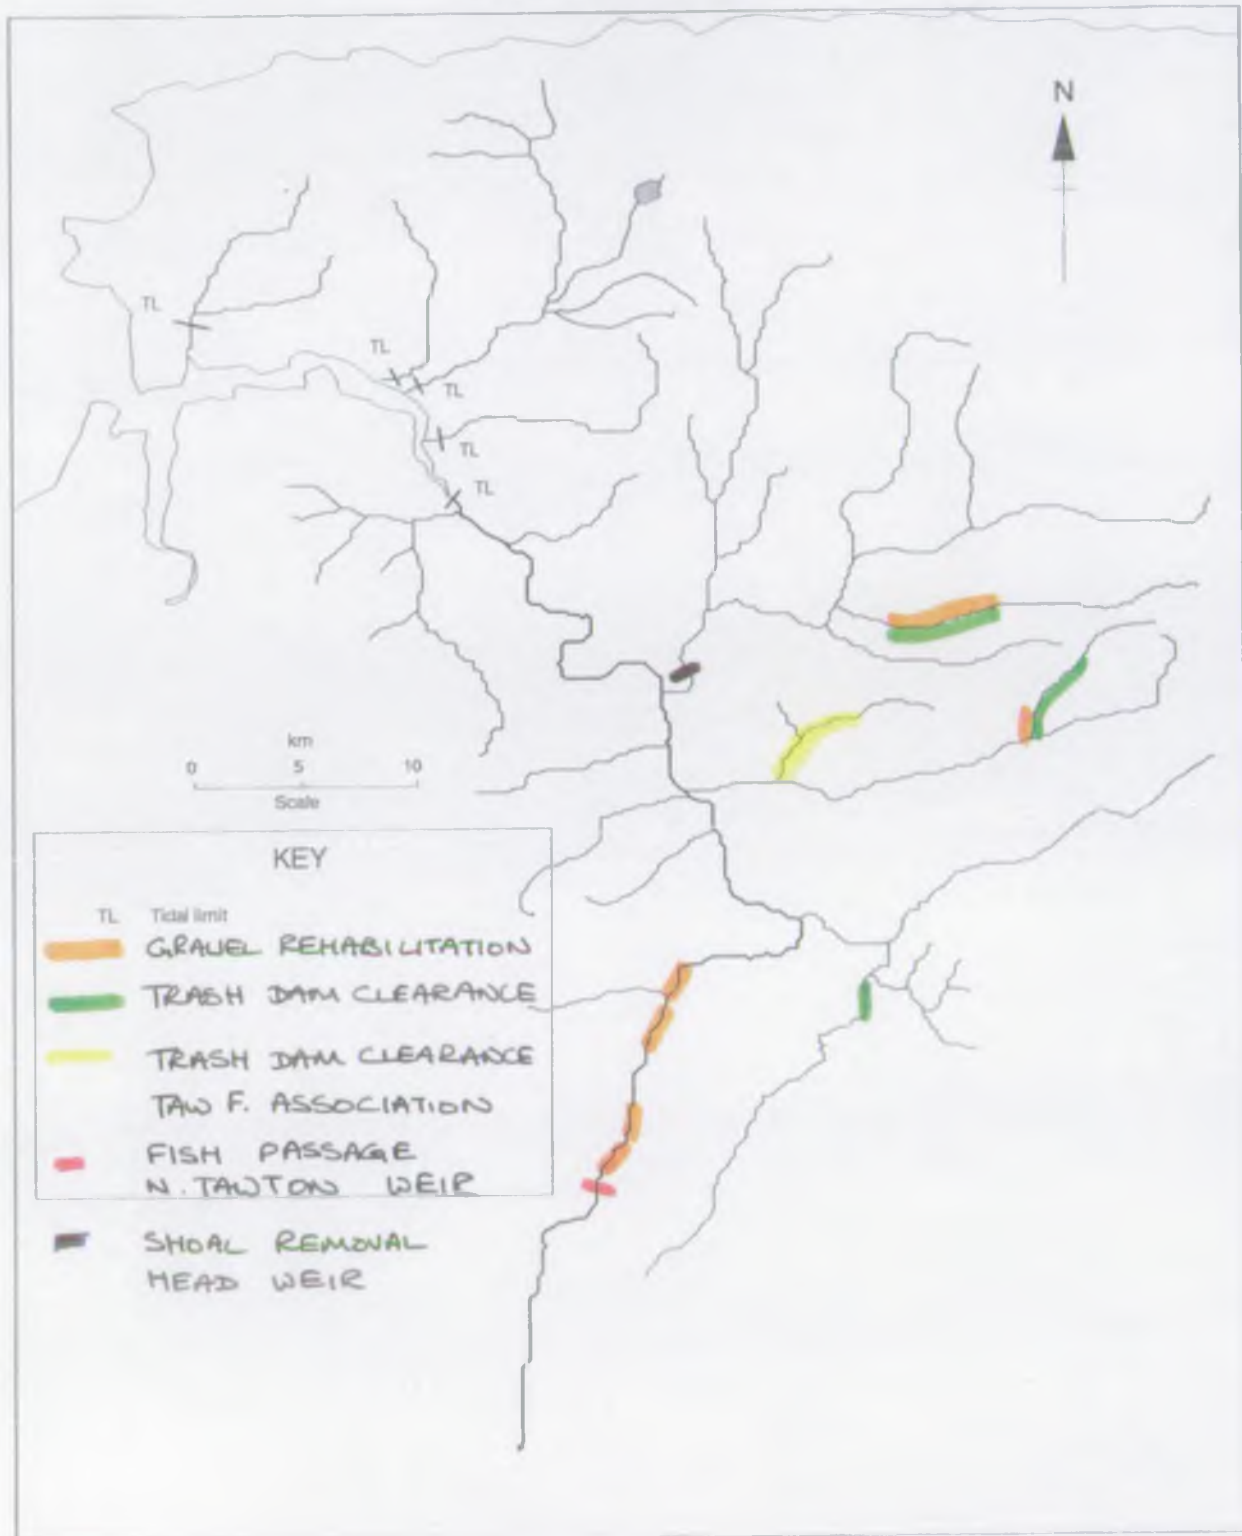 N
TL
TL
TL
TL
TL
km
0 5 10
Scale
KEY
TL Tidal limit
GRAVEL REHABILITATION
TRASH DAM CLEARANCE
TRASH DAM CLEARANCE
TAW F. ASSOCIATION
FISH PASSAGE
N. TAWTON WEIR
SHOAL REMOVAL
HEAD WEIR